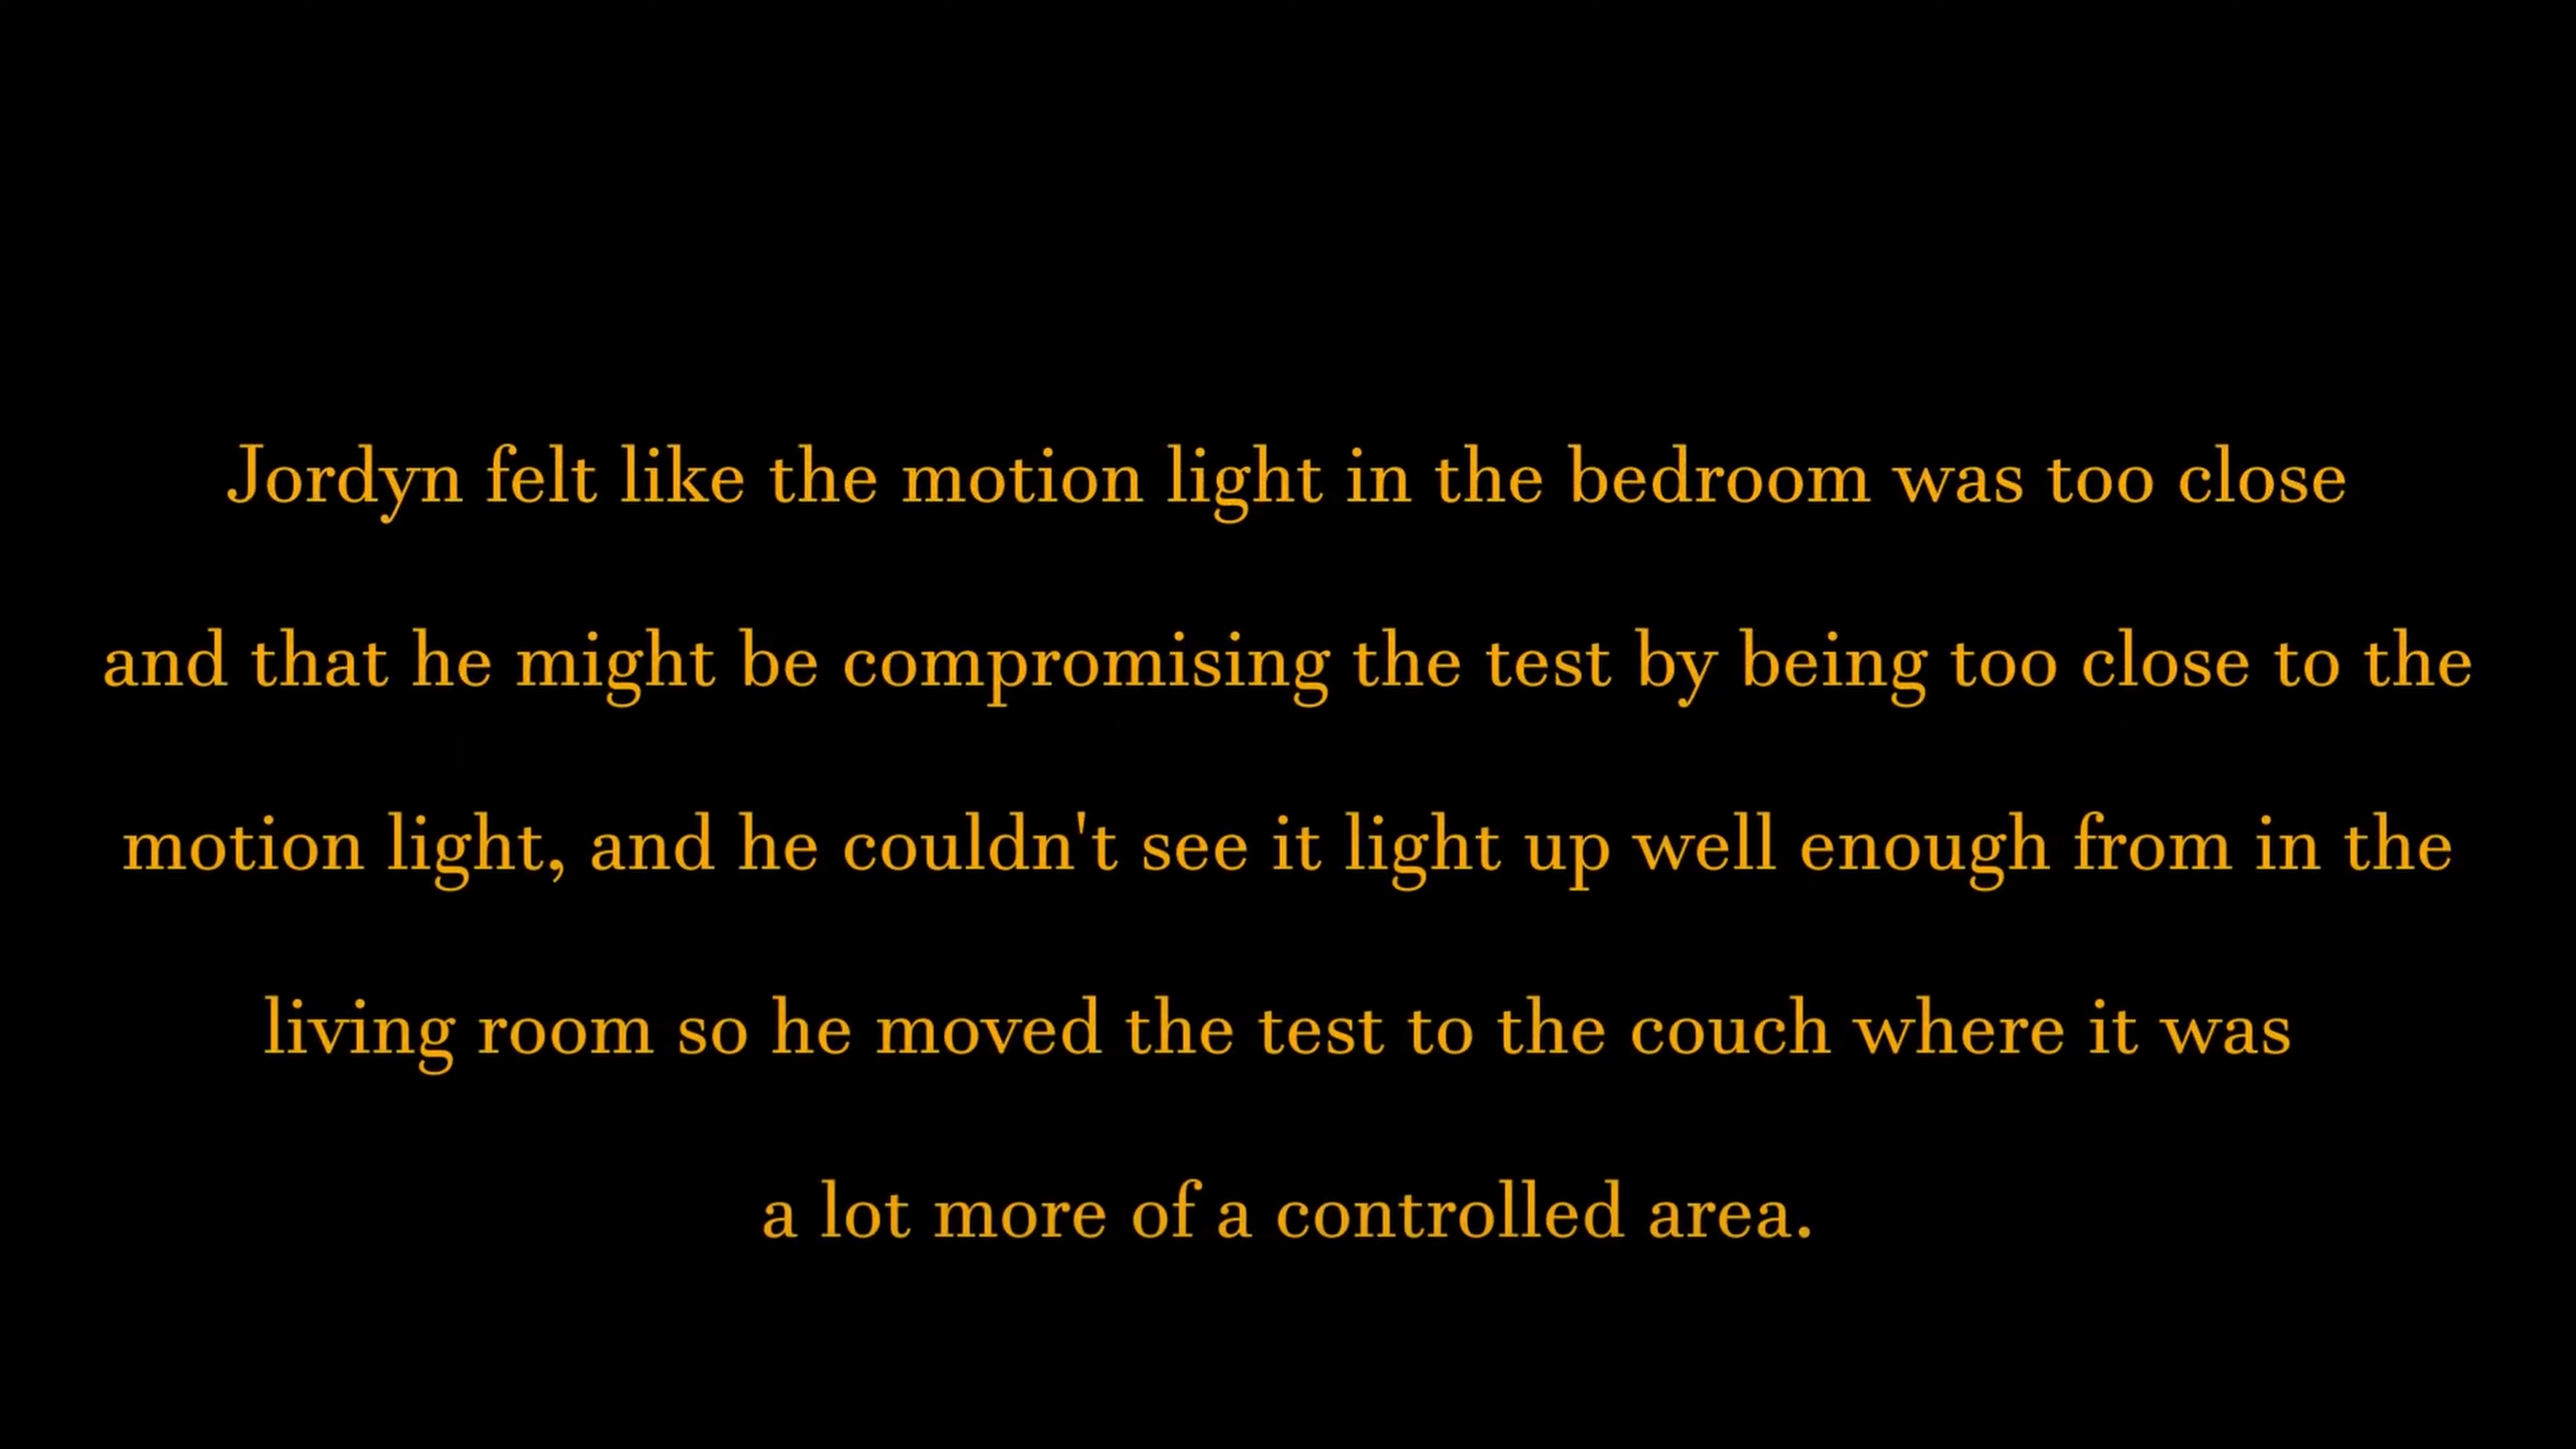 Jordyn felt like the motion light in the bedroom was too close
and that he might be compromising the test by being too close to the
motion light, and he couldn't see it light up well enough from in the
living room so he moved the test to the couch where it was
a lot more of a controlled area.